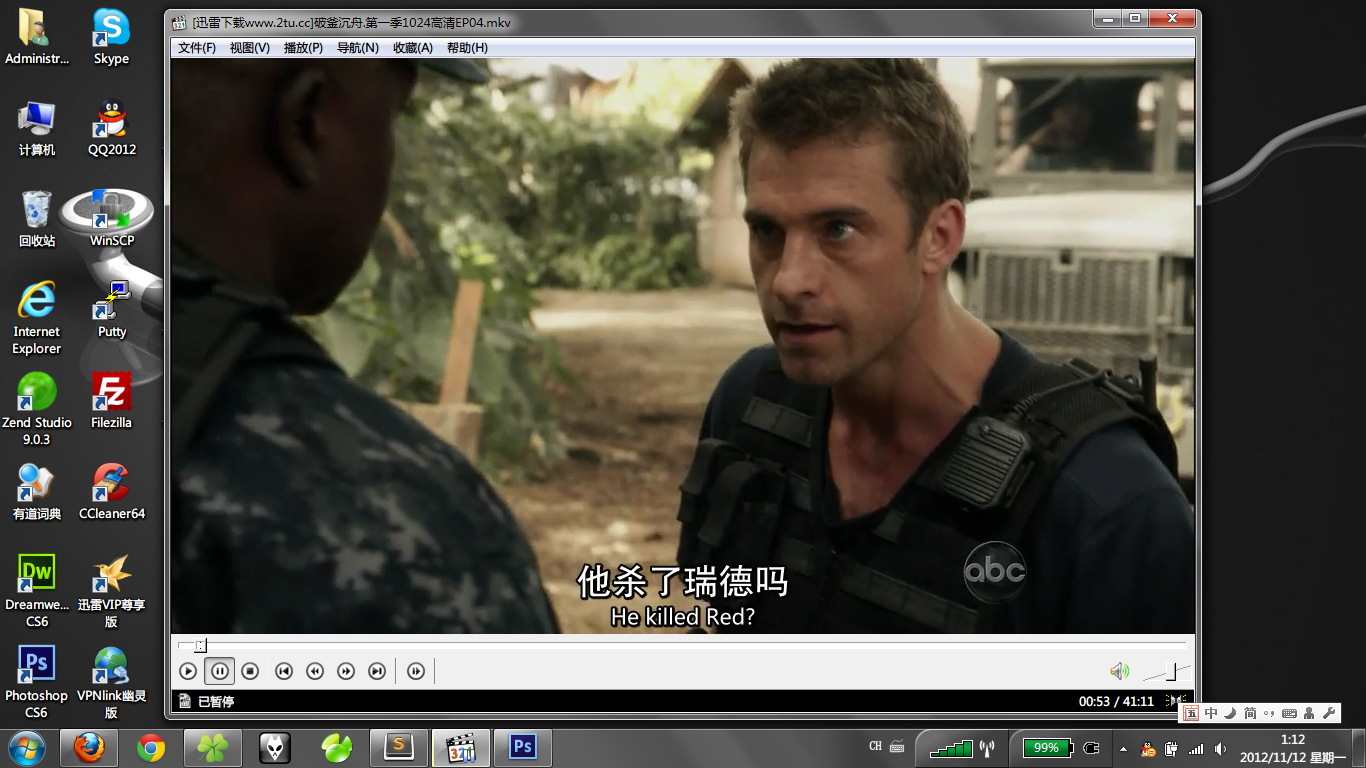 [迅雷下载www.2tu.cc]破釜沉舟.第一季1024高清EP04.mkv
文件(F) 视图(V) 播放(P) 导航(N) 收藏(A) 帮助(H)
Administr...
Skype
计算机
QQ2012
回收站
WinSCP
Internet
Explorer
Putty
Zend Studio
9.0.3
Filezilla
有道词典
CCleaner64
Dw
Dreamwe...
CS6
迅雷VIP尊享
版
Ps
Photoshop
CS6
VPNlink幽灵
版
abc
他杀了瑞德吗
He killed Red?
已暂停
00:53 / 41:11
五 中 简
S
321
Ps
CH
99%
1:12
2012/11/12 星期一